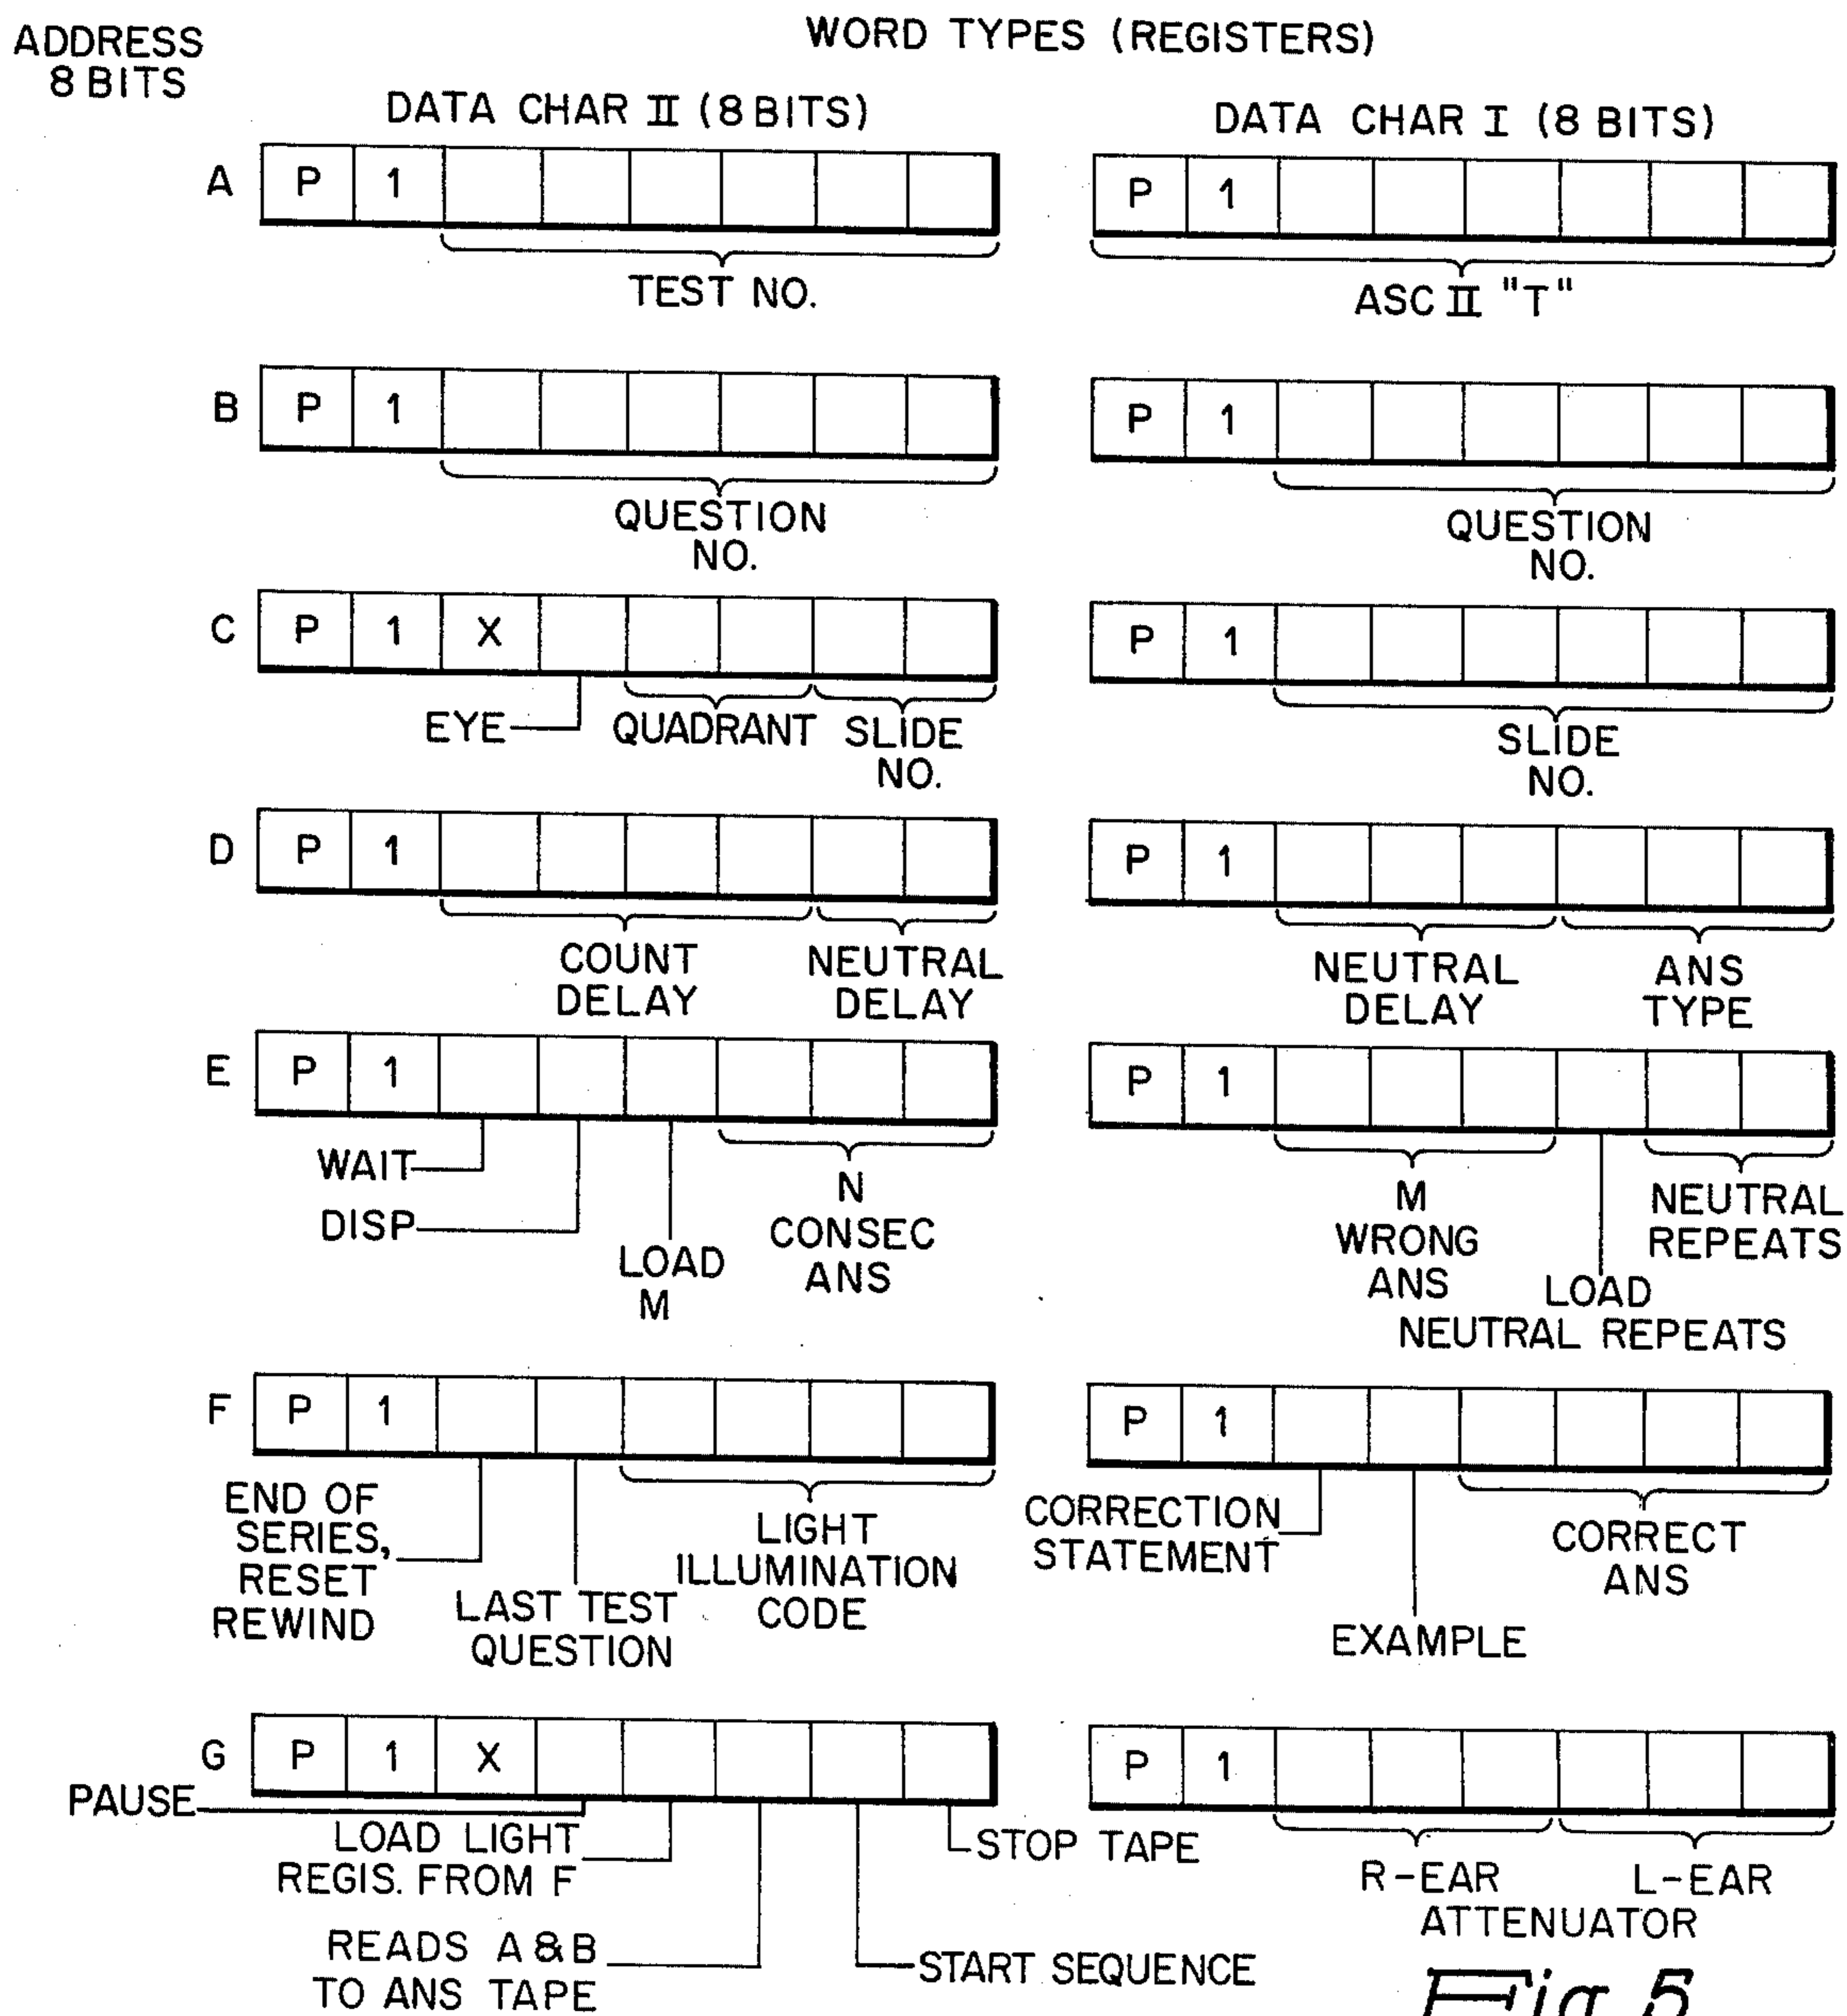 ADDRESS
8 BITS
WORD TYPES (REGISTERS)
DATA CHAR II (8 BITS)
DATA CHAR I (8 BITS)
A P 1
P 1
TEST NO.
ASC II "T"
B P 1
P 1
QUESTION
NO.
QUESTION
NO.
C P 1 X
P 1
EYE
QUADRANT
SLIDE
NO.
SLIDE
NO.
D P 1
P 1
COUNT
DELAY
NEUTRAL
DELAY
NEUTRAL
DELAY
ANS
TYPE
E P 1
P 1
WAIT
DISP
LOAD
M
N
CONSEC
ANS
M
WRONG
ANS
LOAD
NEUTRAL REPEATS
NEUTRAL
REPEATS
F P 1
P 1
END OF
SERIES,
RESET
REWIND
LAST TEST
QUESTION
LIGHT
ILLUMINATION
CODE
CORRECTION
STATEMENT
EXAMPLE
CORRECT
ANS
G P 1 X
P 1
PAUSE
LOAD LIGHT
REGIS. FROM F
READS A&B
TO ANS TAPE
START SEQUENCE
STOP TAPE
R-EAR
L-EAR
ATTENUATOR
Fig 5